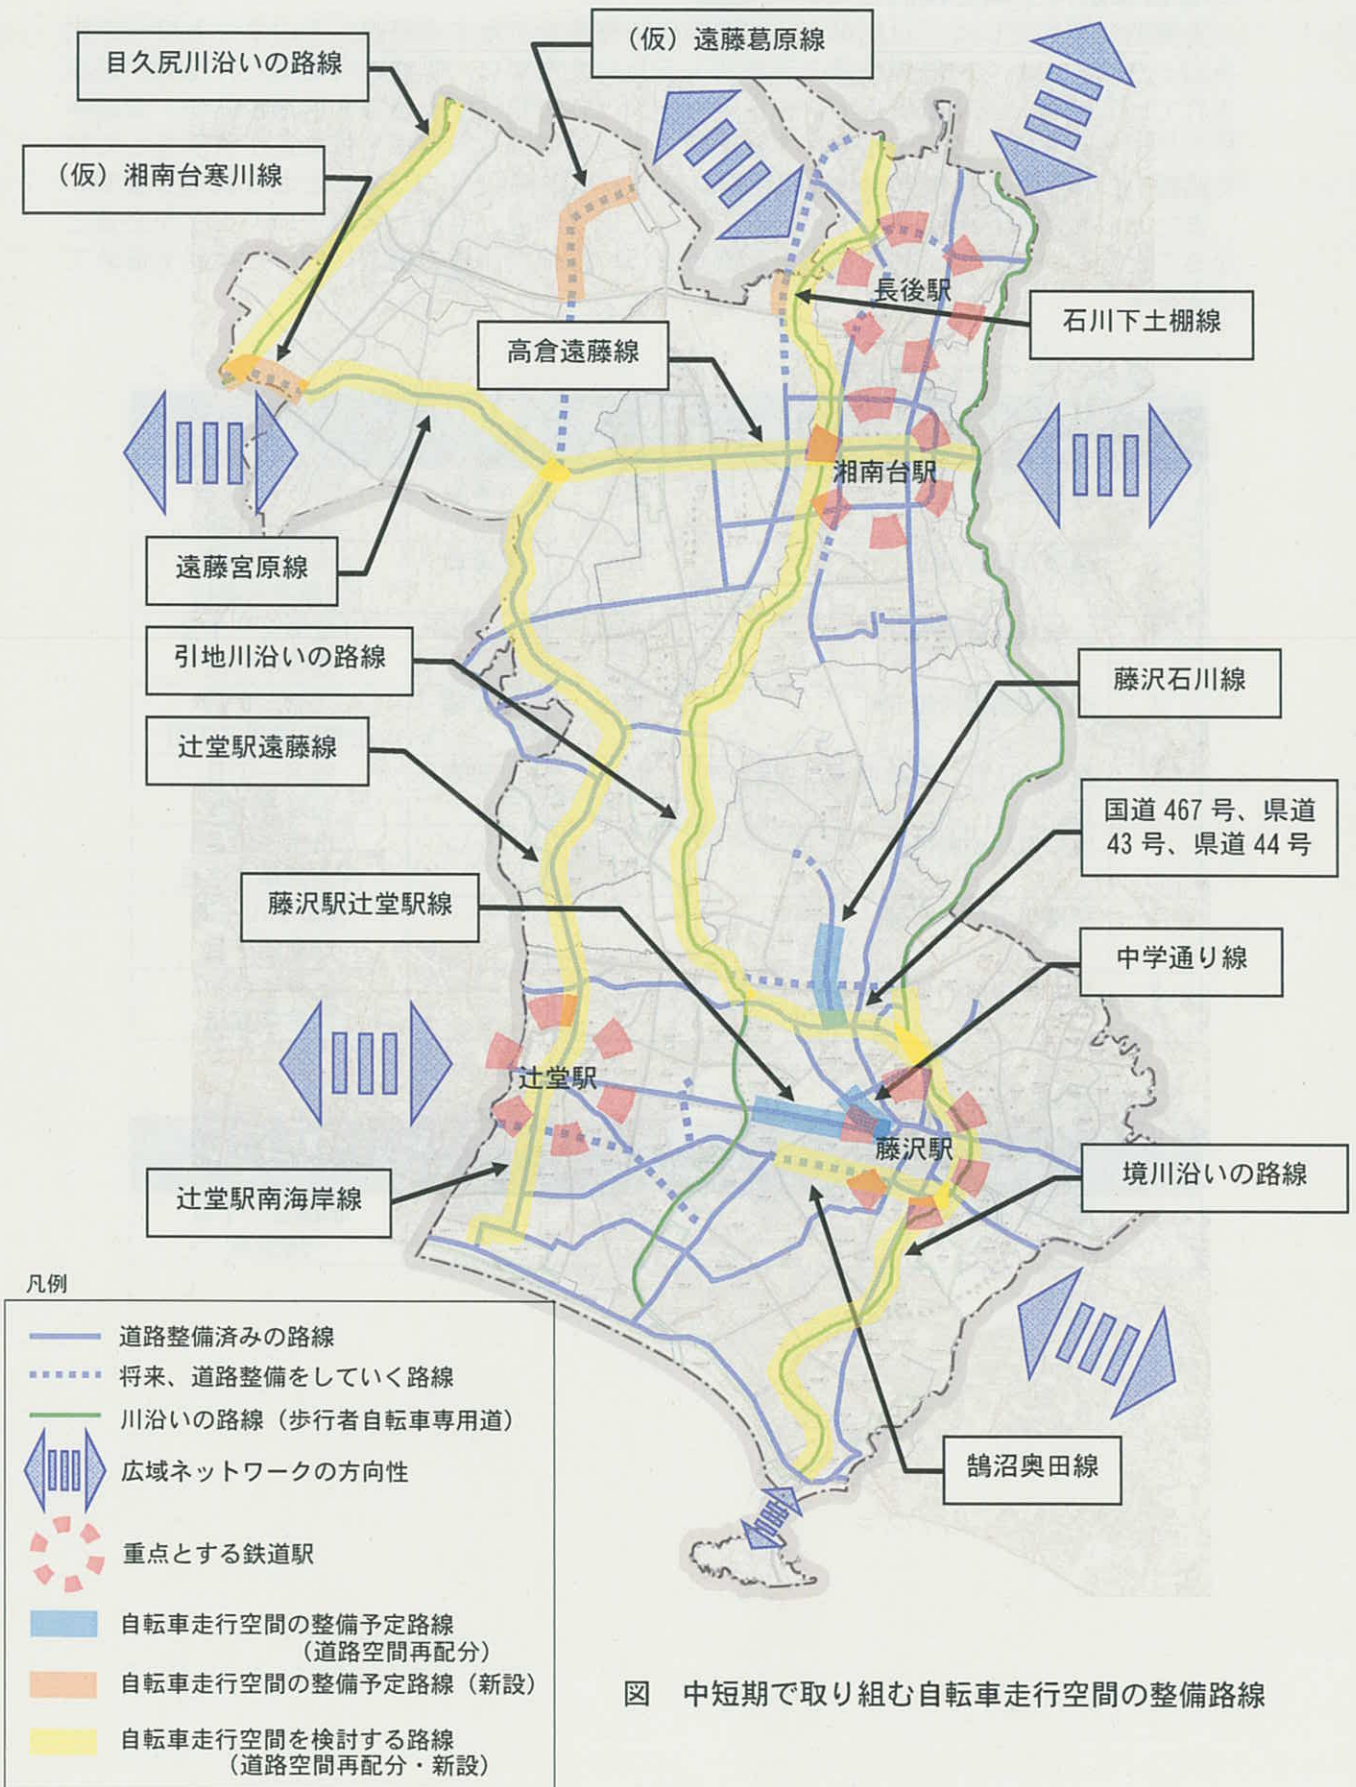 目久尻川沿いの路線
(仮)遠藤葛原線
(仮)湘南台寒川線
長後駅
石川下土棚線
高倉遠藤線
湘南台駅
遠藤宮原線
引地川沿いの路線
藤沢石川線
辻堂駅遠藤線
国道 467 号、県道
43 号、県道 44 号
藤沢駅辻堂駅線
中学通り線
辻堂駅
藤沢駅
境川沿いの路線
辻堂駅南海岸線
鵠沼奥田線
凡例
道路整備済みの路線
将来、道路整備をしていく路線
川沿いの路線(歩行者自転車専用道)
広域ネットワークの方向性
重点とする鉄道駅
自転車走行空間の整備予定路線
(道路空間再配分)
自転車走行空間の整備予定路線(新設)
自転車走行空間を検討する路線
(道路空間再配分・新設)
図 中短期で取り組む自転車走行空間の整備路線